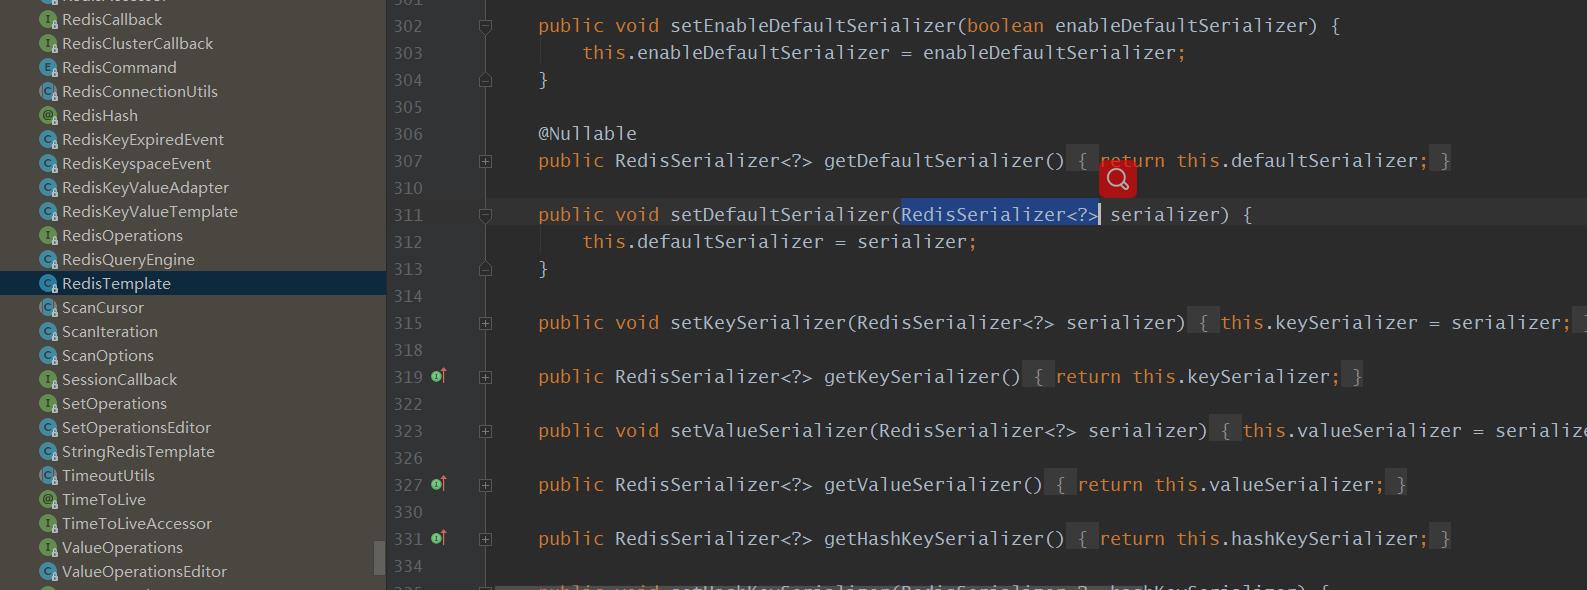 RedisCallback
RedisClusterCallback
RedisCommand
RedisConnectionUtils
RedisHash
RedisKeyExpiredEvent
RedisKeyspaceEvent
RedisKeyValueAdapter
RedisKeyValueTemplate
RedisOperations
RedisQueryEngine
RedisTemplate
ScanCursor
ScanIteration
ScanOptions
SessionCallback
SetOperations
SetOperationsEditor
StringRedisTemplate
TimeoutUtils
TimeToLive
TimeToLiveAccessor
ValueOperations
ValueOperationsEditor
302 public void setEnableDefaultSerializer(boolean enableDefaultSerializer) {
303 this.enableDefaultSerializer = enableDefaultSerializer;
304 }
305
306 @Nullable
307 public RedisSerializer<?> getDefaultSerializer() { return this.defaultSerializer; }
310
311 public void setDefaultSerializer(RedisSerializer<?> serializer) {
312 this.defaultSerializer = serializer;
313 }
314
315 public void setKeySerializer(RedisSerializer<?> serializer) { this.keySerializer = serializer;
318
319 public RedisSerializer<?> getKeySerializer() { return this.keySerializer; }
322
323 public void setValueSerializer(RedisSerializer<?> serializer) { this.valueSerializer = serialize
326
327 public RedisSerializer<?> getValueSerializer() { return this.valueSerializer; }
330
331 public RedisSerializer<?> getHashKeySerializer() { return this.hashKeySerializer; }
334